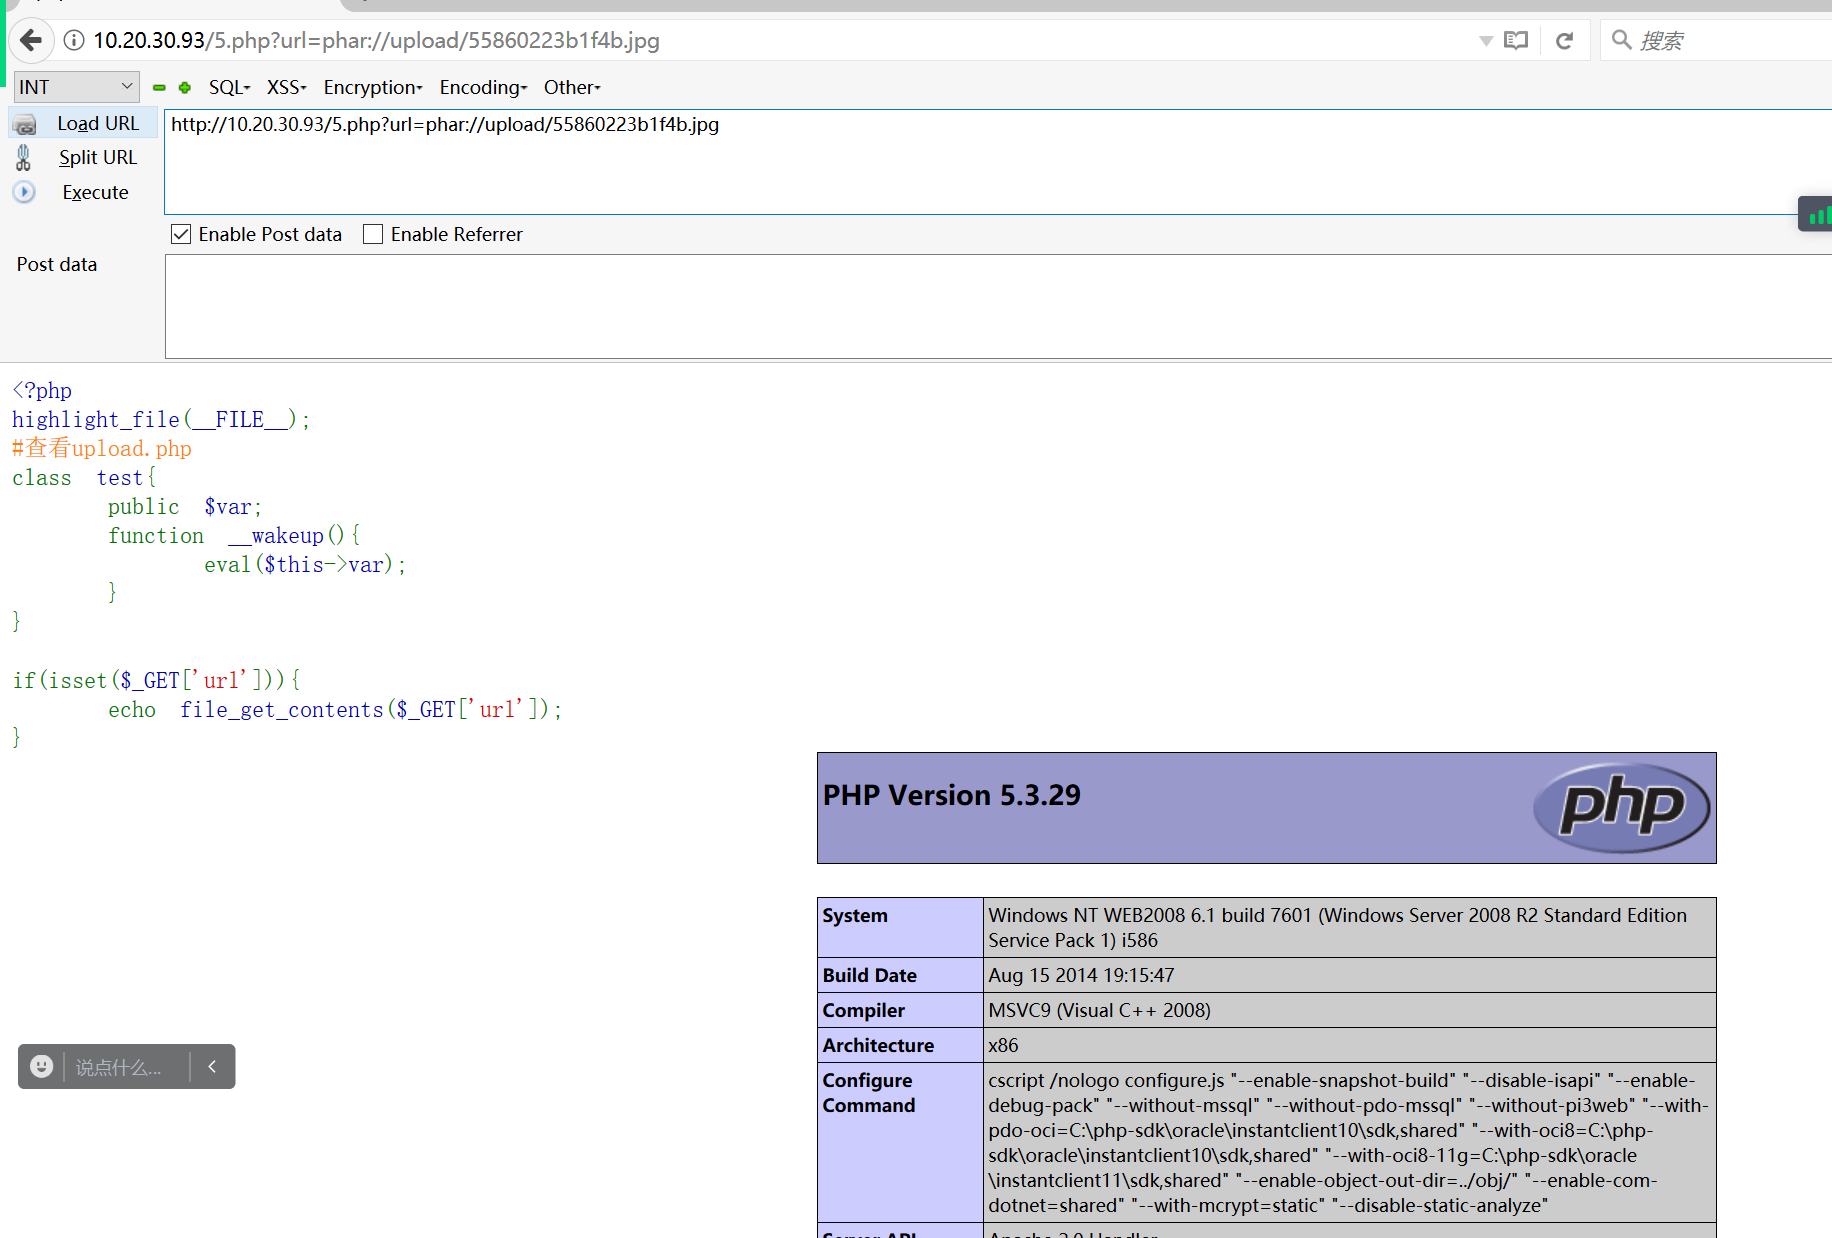 10.20.30.93/5.php?url=phar://upload/55860223b1f4b.jpg
搜索
INT
SQL
XSS
Encryption
Encoding
Other
Load URL
http://10.20.30.93/5.php?url=phar://upload/55860223b1f4b.jpg
Split URL
Execute
Enable Post data
Enable Referrer
Post data
<?php
highlight_file(__FILE__);
#查看upload.php
class test{
public $var;
function __wakeup(){
eval($this->var);
}
}
if(isset($_GET['url'])){
echo file_get_contents($_GET['url']);
}
PHP Version 5.3.29
php
System
Windows NT WEB2008 6.1 build 7601 (Windows Server 2008 R2 Standard Edition
Service Pack 1) i586
Build Date
Aug 15 2014 19:15:47
Compiler
MSVC9 (Visual C++ 2008)
Architecture
x86
Configure
Command
cscript /nologo configure.js "--enable-snapshot-build" "--disable-isapi" "--enable-
debug-pack" "--without-mssql" "--without-pdo-mssql" "--without-pi3web" "--with-
pdo-oci=C:\php-sdk\oracle\instantclient10\sdk,shared" "--with-oci8=C:\php-
sdk\oracle\instantclient10\sdk,shared" "--with-oci8-11g=C:\php-sdk\oracle
\instantclient11\sdk,shared" "--enable-object-out-dir=../obj/" "--enable-com-
dotnet=shared" "--with-mcrypt=static" "--disable-static-analyze"
说点什么...